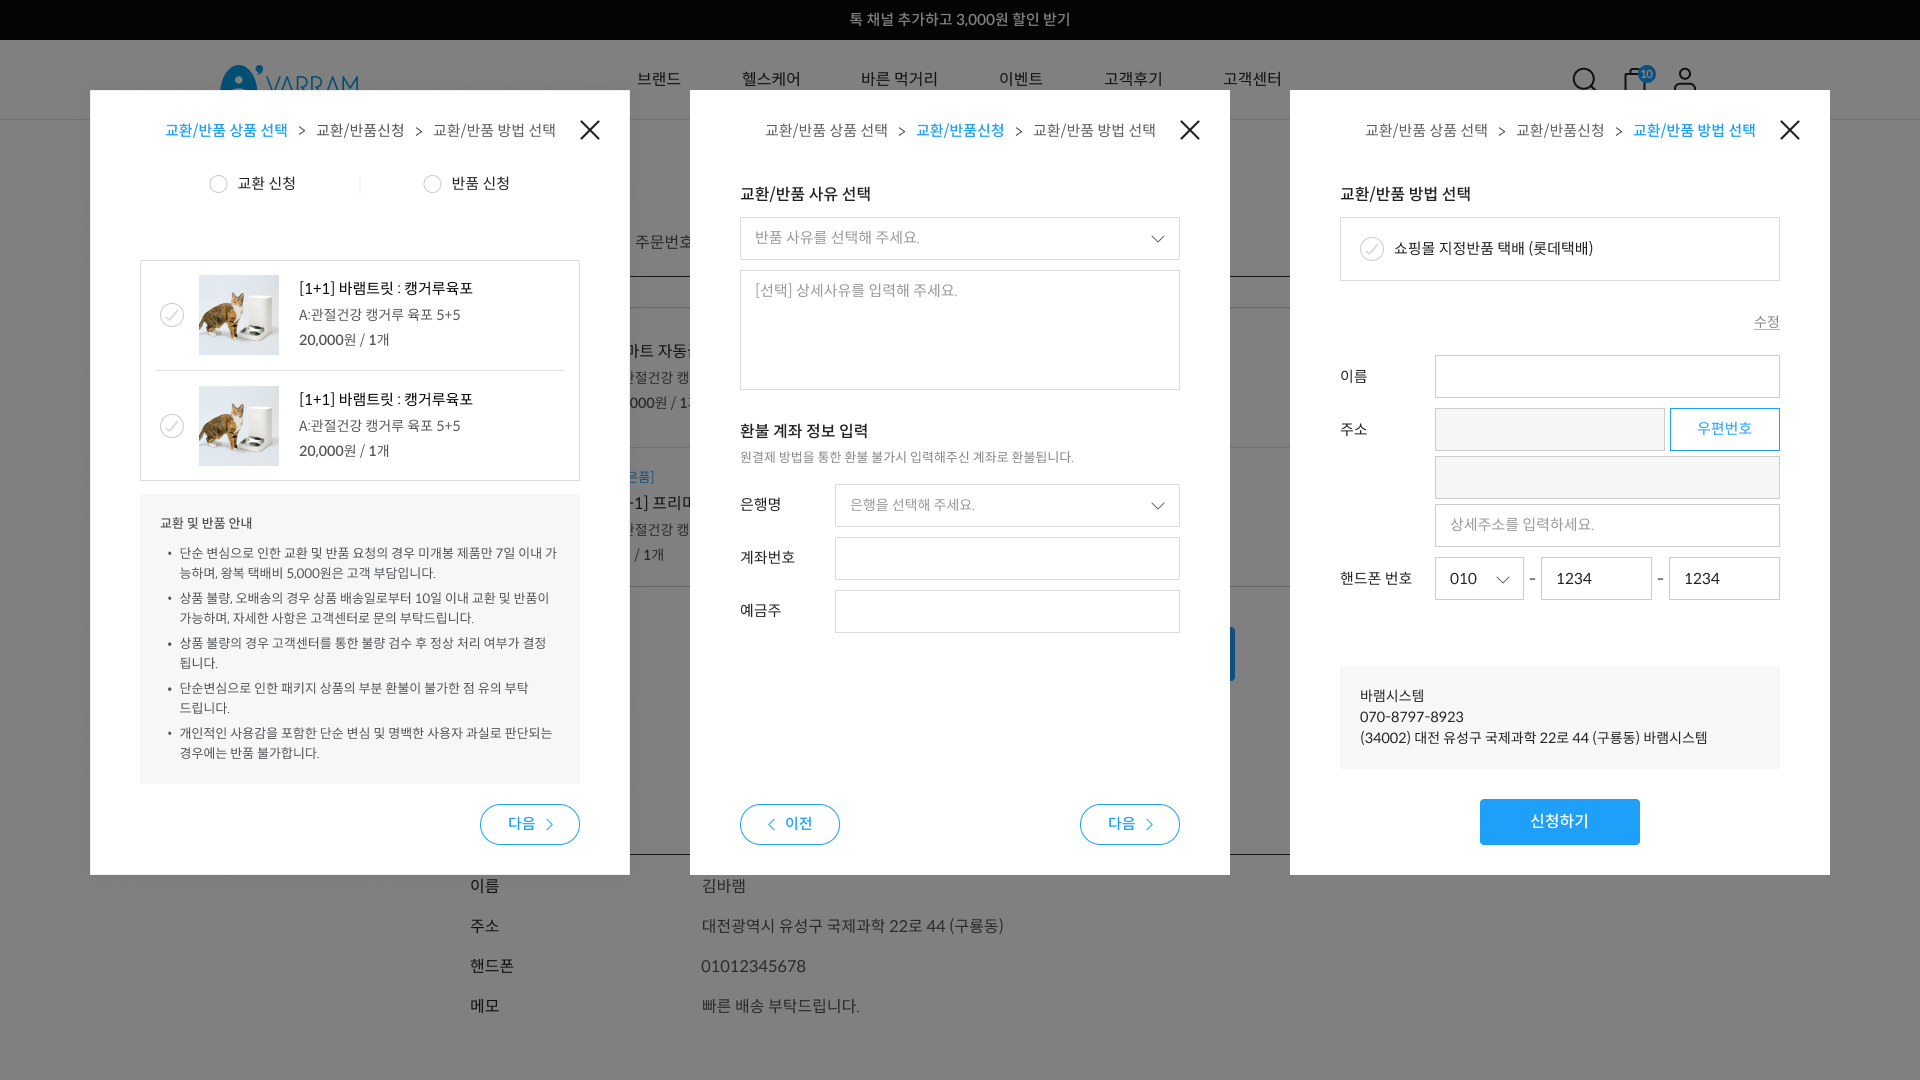 톡 채널 추가하고 3,000원 할인 받기
VARRAM
브랜드
헬스케어
바른 먹거리
이벤트
고객후기
고객센터
10
교환/반품 상품 선택 > 교환/반품신청 > 교환/반품 방법 선택
교환 신청
반품 신청
[1+1] 바램트릿 : 캥거루육포
A:관절건강 캥거루 육포 5+5
20,000원 / 1개
[1+1] 바램트릿 : 캥거루육포
A:관절건강 캥거루 육포 5+5
20,000원 / 1개
교환 및 반품 안내
• 단순 변심으로 인한 교환 및 반품 요청의 경우 미개봉 제품만 7일 이내 가
능하며, 왕복 택배비 5,000원은 고객 부담입니다.
• 상품 불량, 오배송의 경우 상품 배송일로부터 10일 이내 교환 및 반품이
가능하며, 자세한 사항은 고객센터로 문의 부탁드립니다.
• 상품 불량의 경우 고객센터를 통한 불량 검수 후 정상 처리 여부가 결정
됩니다.
• 단순변심으로 인한 패키지 상품의 부분 환불이 불가한 점 유의 부탁
드립니다.
• 개인적인 사용감을 포함한 단순 변심 및 명백한 사용자 과실로 판단되는
경우에는 반품 불가합니다.
다음 >
주문번호
마트 자동
관절건강 캥
000원 / 1
은품]
1] 프리미
관절건강 캥
/ 1개
교환/반품 상품 선택 > 교환/반품신청 > 교환/반품 방법 선택
교환/반품 사유 선택
반품 사유를 선택해 주세요.
[선택] 상세사유를 입력해 주세요.
환불 계좌 정보 입력
원결제 방법을 통한 환불 불가시 입력해주신 계좌로 환불됩니다.
은행명
은행을 선택해 주세요.
계좌번호
예금주
< 이전
다음 >
교환/반품 상품 선택 > 교환/반품신청 > 교환/반품 방법 선택
교환/반품 방법 선택
쇼핑몰 지정반품 택배 (롯데택배)
수정
이름
주소
우편번호
상세주소를 입력하세요.
핸드폰 번호
010 - 1234 - 1234
바램시스템
070-8797-8923
(34002) 대전 유성구 국제과학 22로 44 (구룡동) 바램시스템
신청하기
이름 김바램
주소 대전광역시 유성구 국제과학 22로 44 (구룡동)
핸드폰 01012345678
메모 빠른 배송 부탁드립니다.